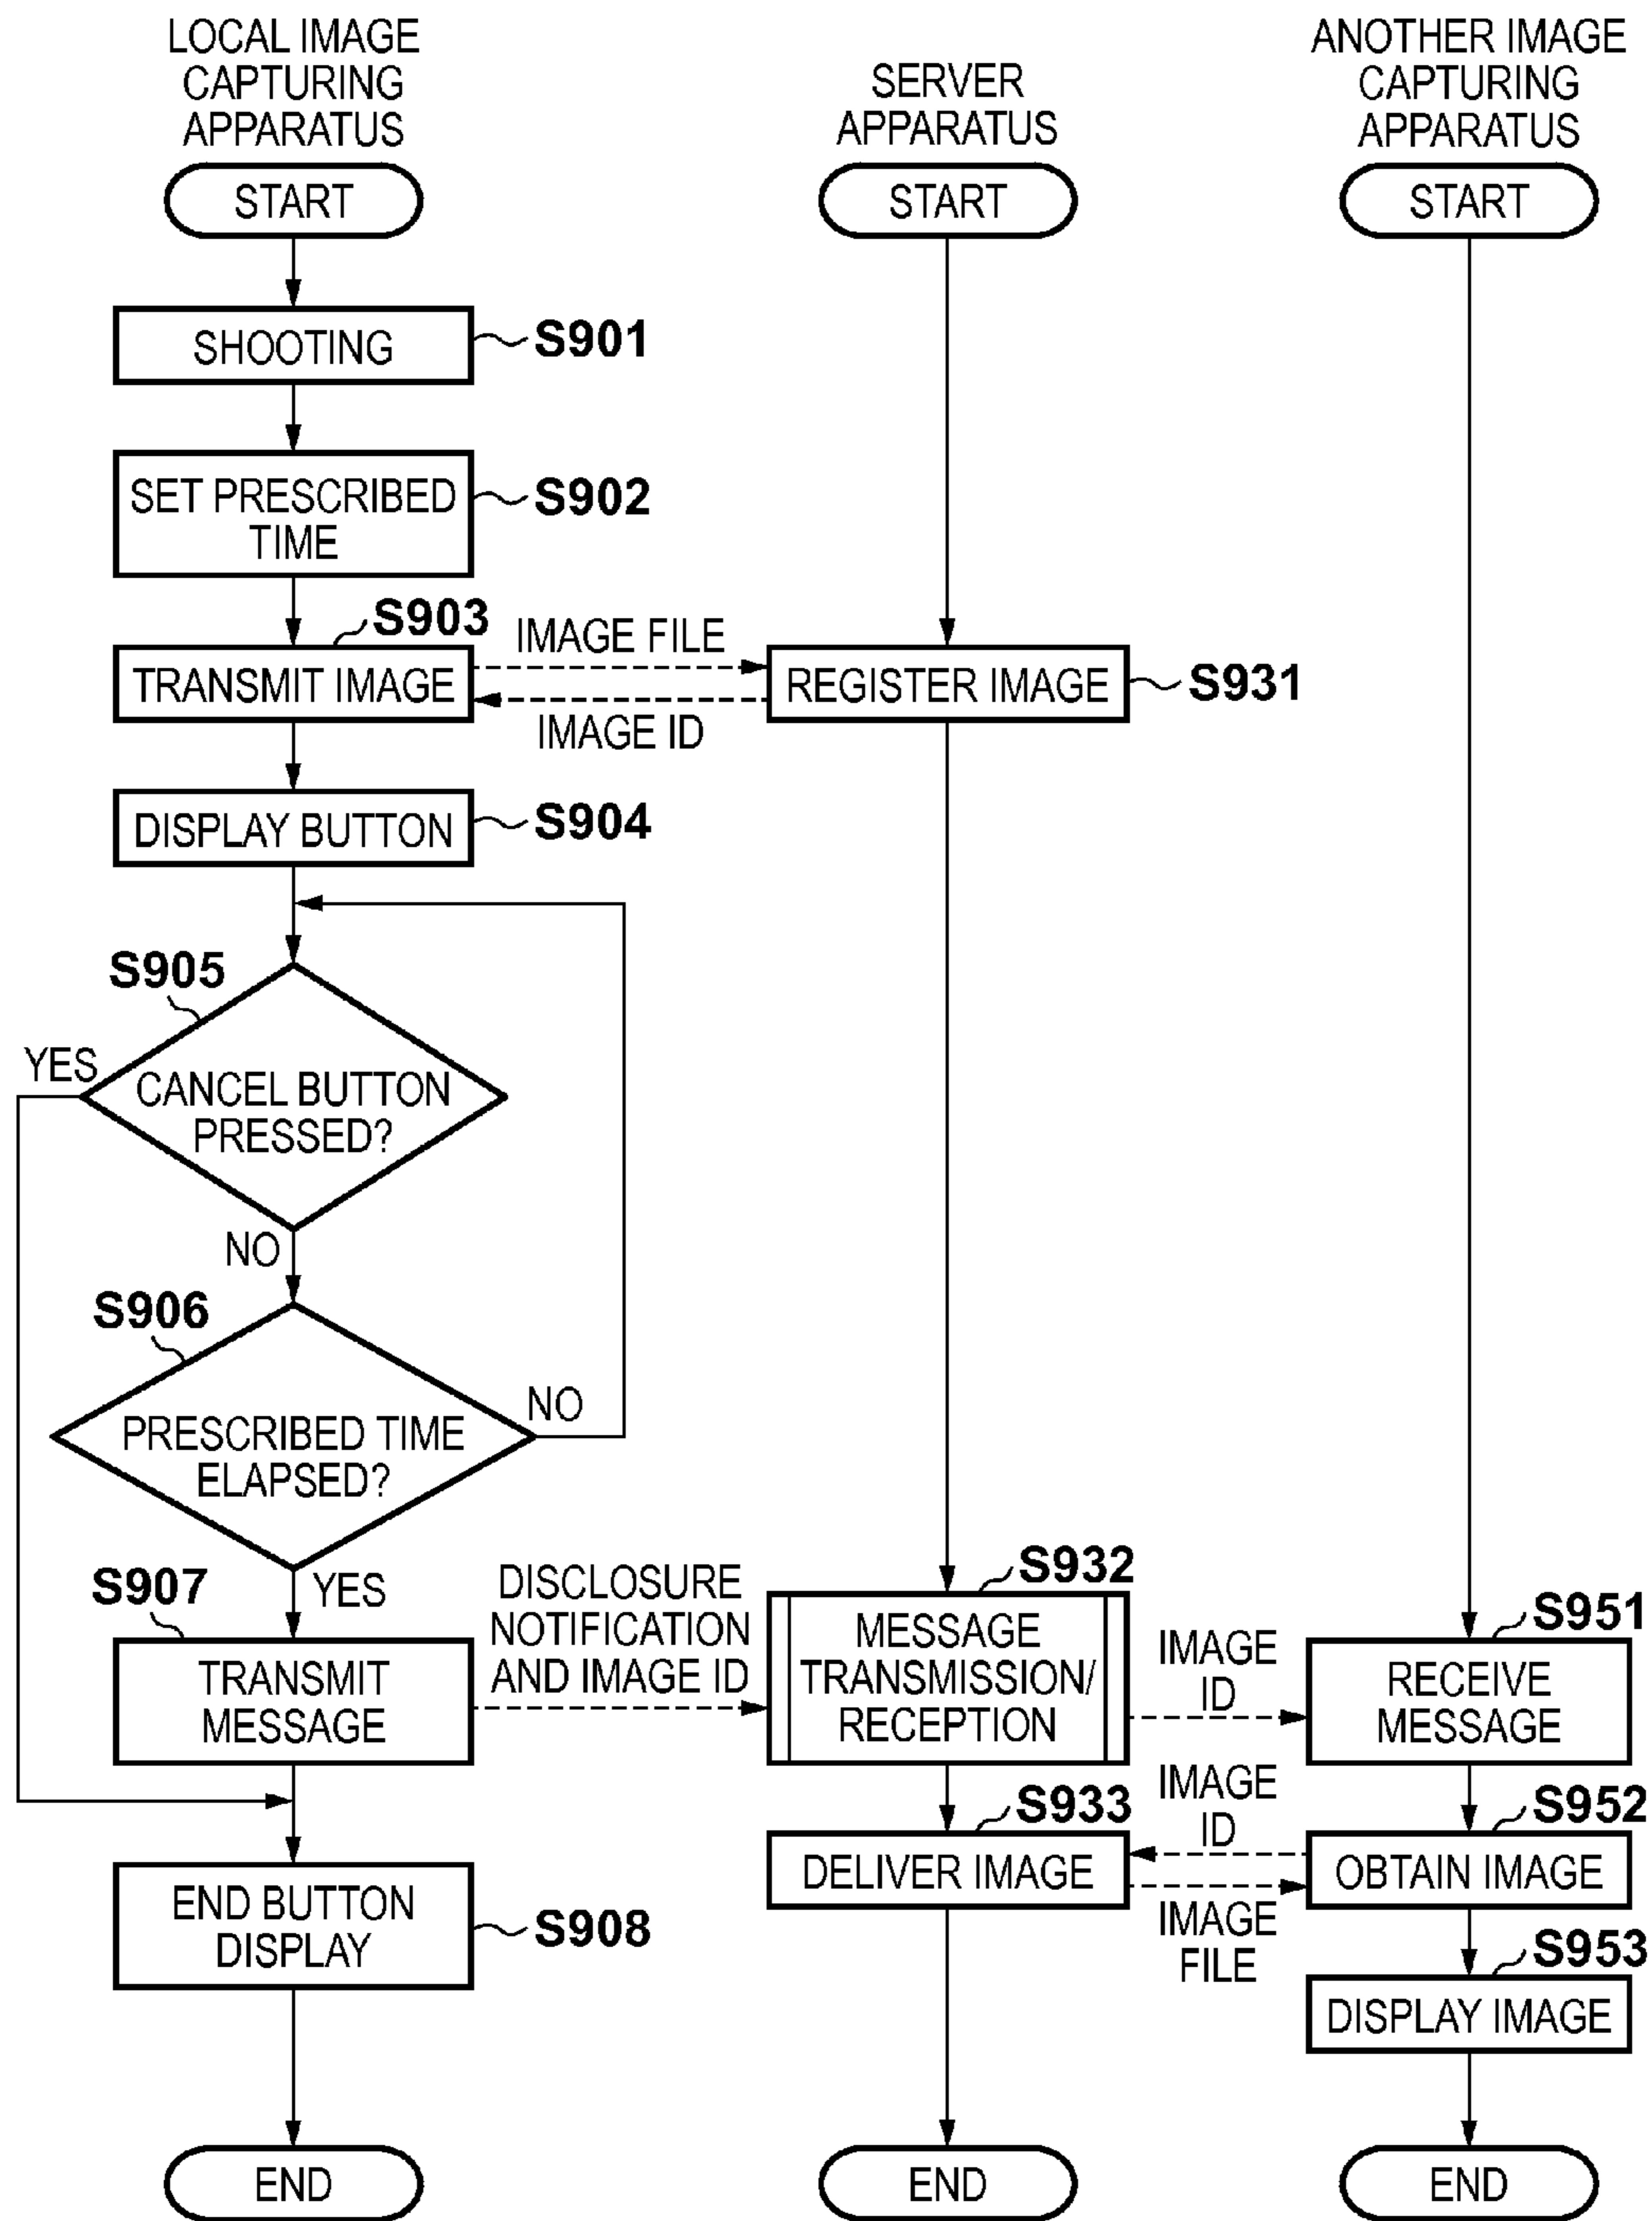 LOCAL IMAGE
CAPTURING
APPARATUS
START
SHOOTING
S901
SET PRESCRIBED
TIME
S902
S903
TRANSMIT IMAGE
IMAGE FILE
IMAGE ID
DISPLAY BUTTON
S904
S905
YES
CANCEL BUTTON
PRESSED?
NO
S906
PRESCRIBED TIME
ELAPSED?
NO
YES
S907
TRANSMIT
MESSAGE
DISCLOSURE
NOTIFICATION
AND IMAGE ID
END BUTTON
DISPLAY
S908
END
SERVER
APPARATUS
START
REGISTER IMAGE
S931
S932
MESSAGE
TRANSMISSION/
RECEPTION
IMAGE
ID
S933
DELIVER IMAGE
IMAGE
ID
IMAGE
FILE
END
ANOTHER IMAGE
CAPTURING
APPARATUS
START
S951
RECEIVE
MESSAGE
S952
OBTAIN IMAGE
S953
DISPLAY IMAGE
END